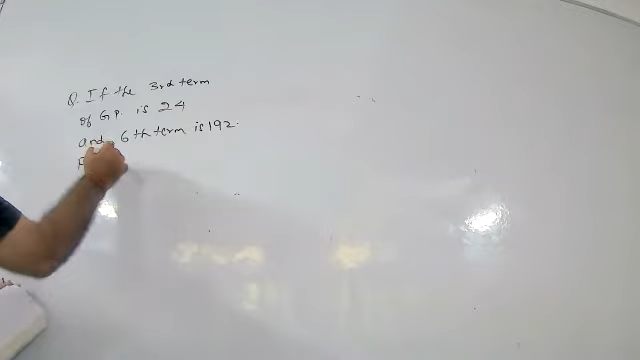 Q. If the 3rd term
of G.P. is 24
and 6th term is 192.